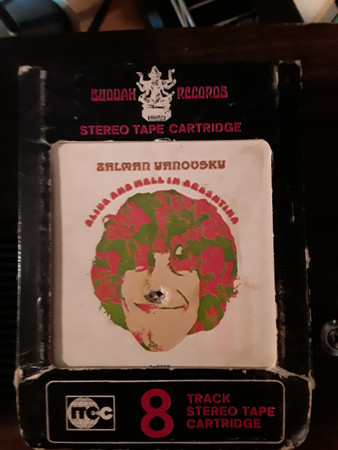 BUDDAH RECORDS
STEREO TAPE CARTRIDGE
ZALMAN YANOVSKY
ALIVE AND WELL IN ARGENTINA
ITCC
8
TRACK
STEREO TAPE
CARTRIDGE